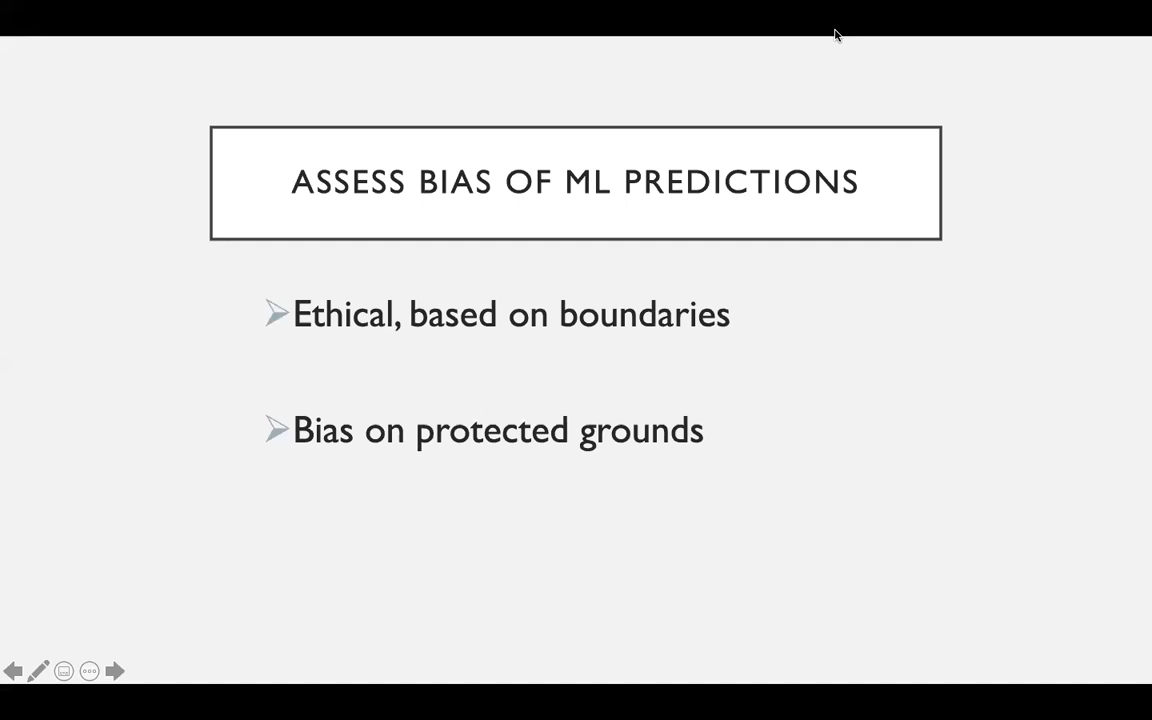 ASSESS BIAS OF ML PREDICTIONS
Ethical, based on boundaries
Bias on protected grounds